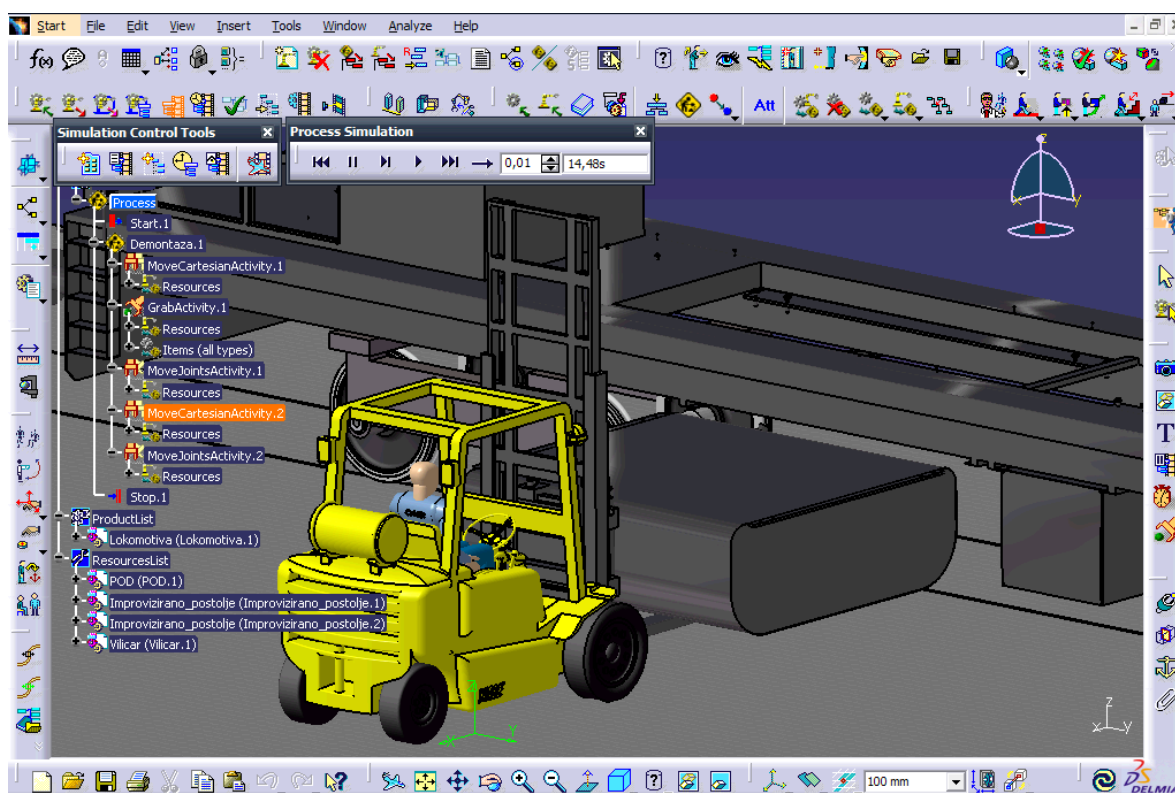 Start File Edit View Insert Tools Window Analyze Help
f(x)
Att
Simulation Control Tools
Process Simulation
0,01 14,48s
Process
Start.1
Demontaza.1
MoveCartesianActivity.1
Resources
GrabActivity.1
Resources
Items (all types)
MoveJointsActivity.1
Resources
MoveCartesianActivity.2
Resources
MoveJointsActivity.2
Resources
Stop.1
ProductList
Lokomotiva (Lokomotiva.1)
ResourcesList
POD (POD.1)
Improvizirano_postolje (Improvizirano_postolje.1)
Improvizirano_postolje (Improvizirano_postolje.2)
Vilicar (Vilicar.1)
z
x
y
Z
X
Y
z
x y
T
100 mm
DELMI